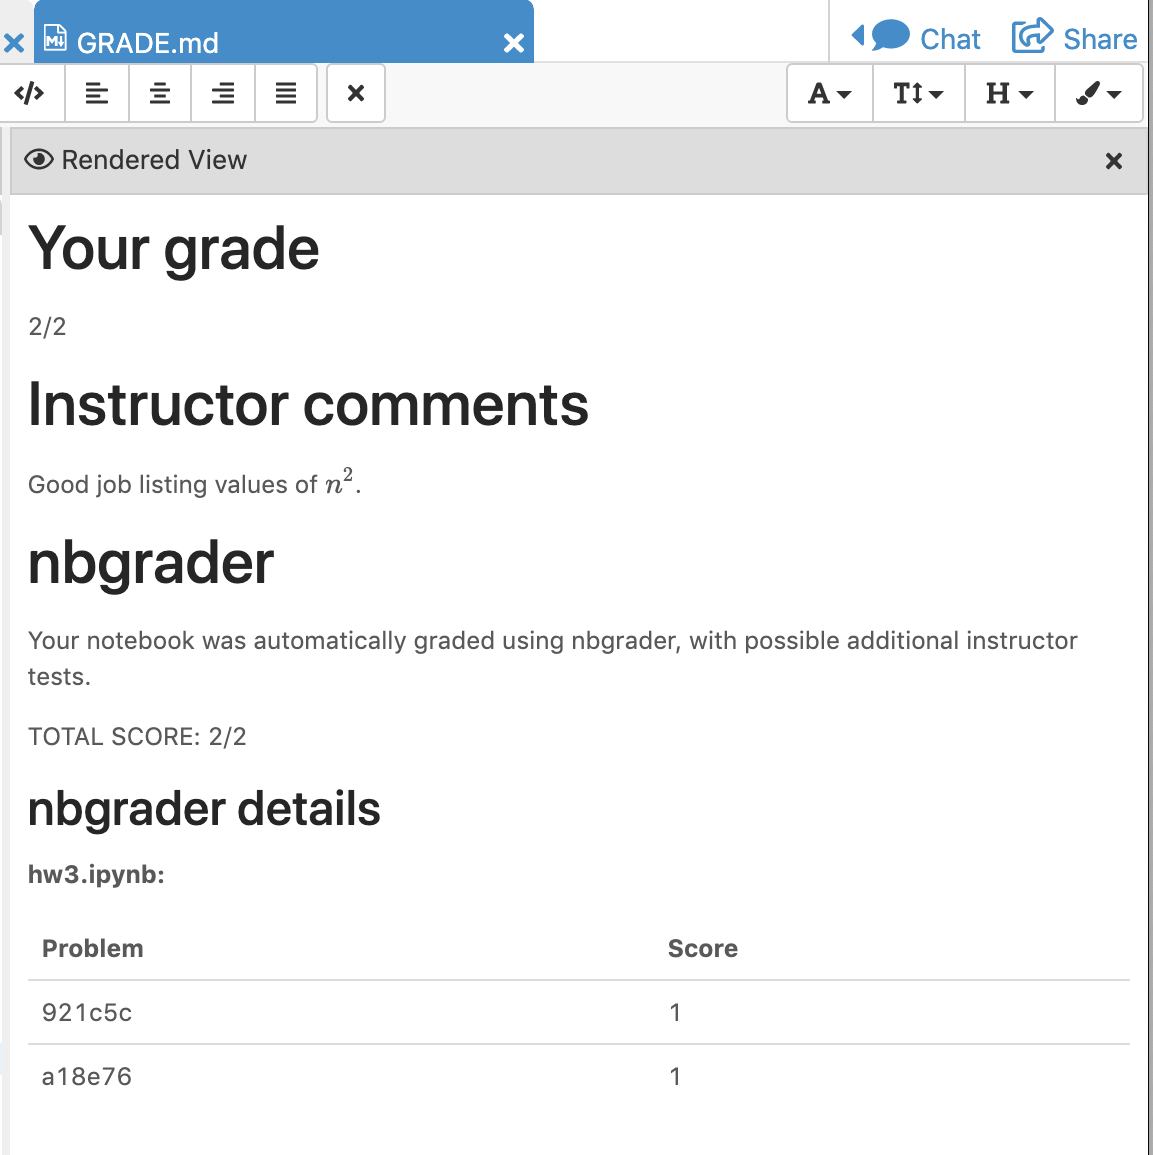 GRADE.md
Chat
Share
A
T
H
Rendered View
Your grade
2/2
Instructor comments
Good job listing values of n².
nbgrader
Your notebook was automatically graded using nbgrader, with possible additional instructor
tests.
TOTAL SCORE: 2/2
nbgrader details
hw3.ipynb:
Problem Score
921c5c 1
a18e76 1